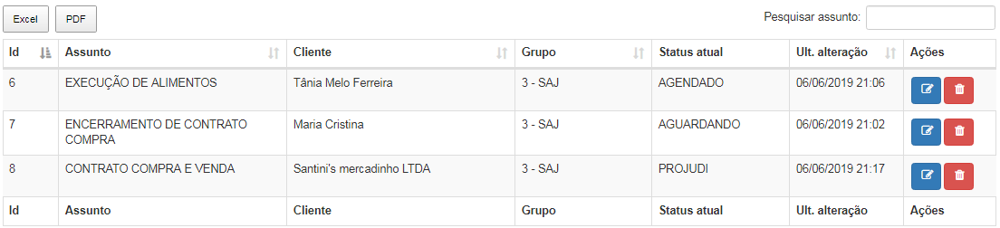 Excel PDF Pesquisar assunto:
Id Assunto Cliente Grupo Status atual Ult. alteração Ações
6 EXECUÇÃO DE ALIMENTOS Tânia Melo Ferreira 3 - SAJ AGENDADO 06/06/2019 21:06
7 ENCERRAMENTO DE CONTRATO Maria Cristina 3 - SAJ AGUARDANDO 06/06/2019 21:02
COMPRA
8 CONTRATO COMPRA E VENDA Santini's mercadinho LTDA 3 - SAJ PROJUDI 06/06/2019 21:17
Id Assunto Cliente Grupo Status atual Ult. alteração Ações